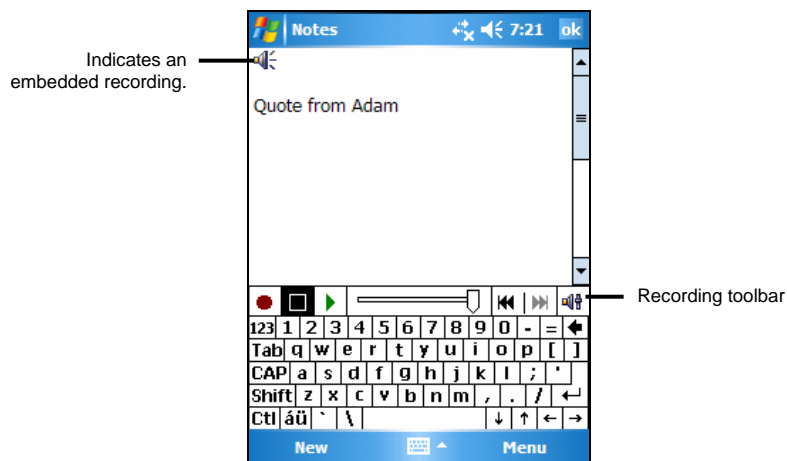 Notes 7:21 ok
Indicates an
embedded recording.
Quote from Adam
Recording toolbar
123 1 2 3 4 5 6 7 8 9 0 - =
Tab q w e r t y u i o p [ ]
CAP a s d f g h j k l ; '
Shift z x c v b n m , . /
Ctl áü ` \ ↓ ↑ ← →
New Menu